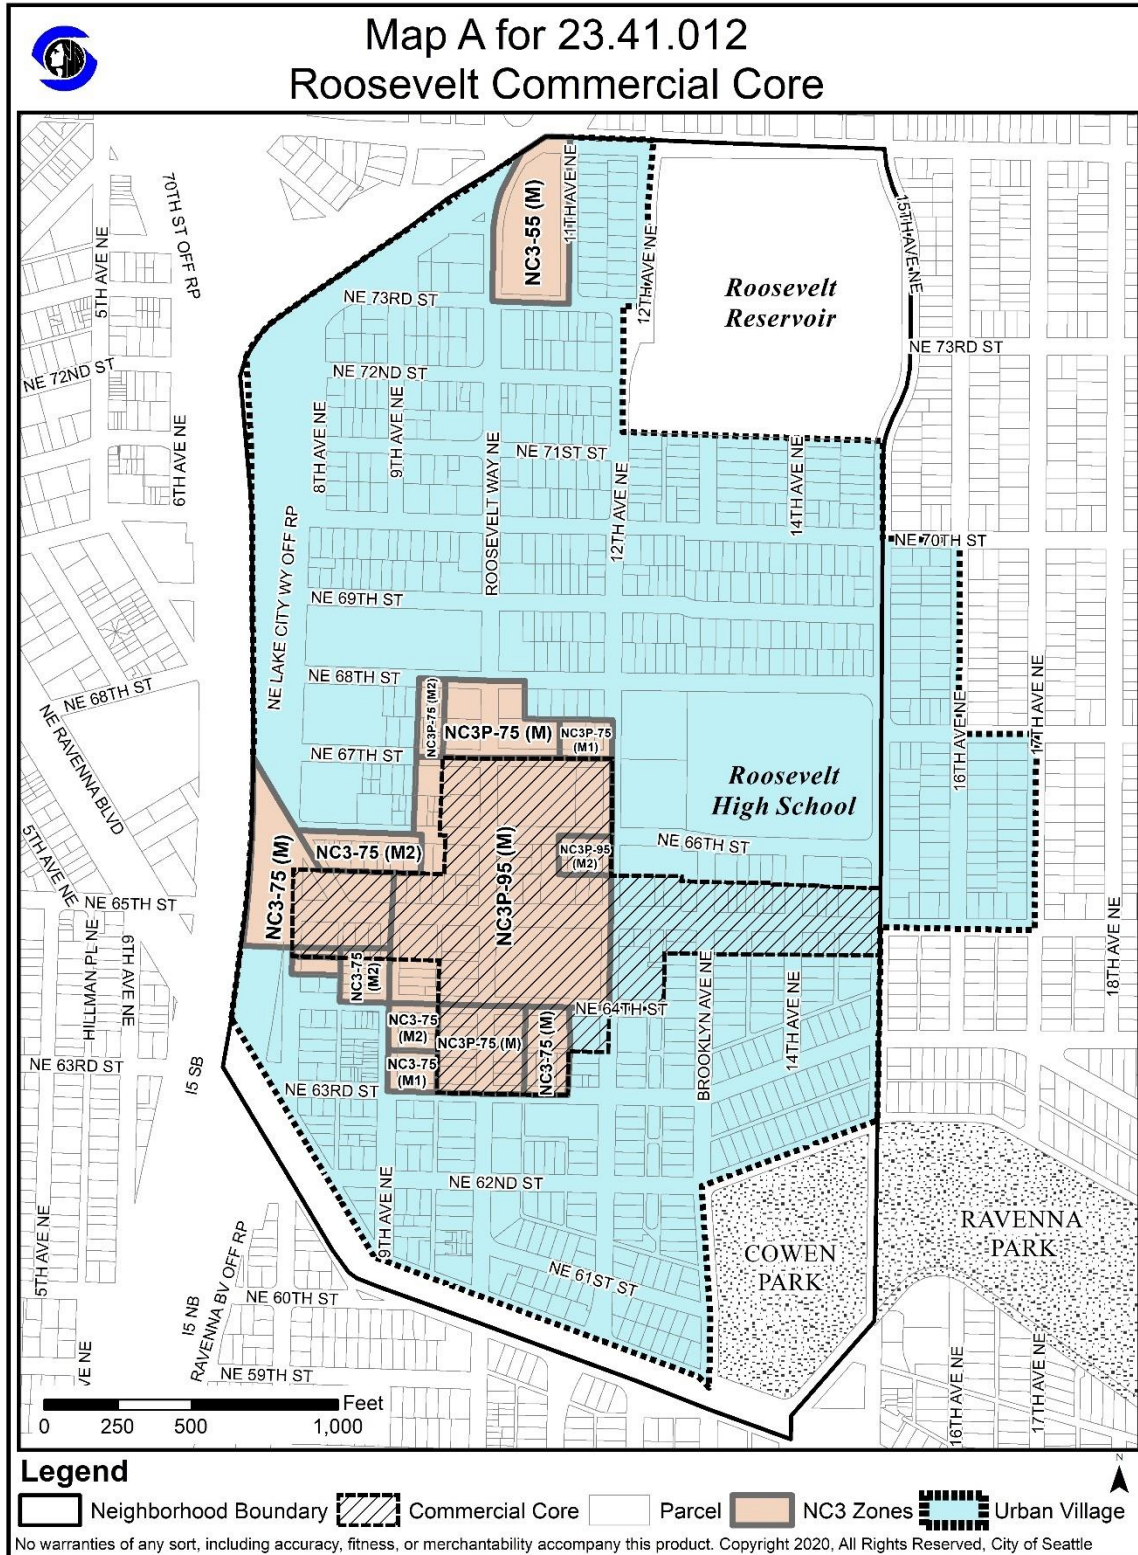 Map A for 23.41.012
Roosevelt Commercial Core
70TH ST OFF RP
5TH AVE NE
11TH AVE NE
NC3-55 (M)
12TH AVE NE
15TH AVE NE
Roosevelt
Reservoir
NE 73RD ST
NE 73RD ST
NE 72ND ST
NE 72ND ST
6TH AVE NE
8TH AVE NE
9TH AVE NE
ROOSEVELT WAY NE
NE 71ST ST
12TH AVE NE
14TH AVE NE
NE 70TH ST
NE LAKE CITY WY OFF RP
NE 69TH ST
NE 68TH ST
NE 68TH ST
NE RAVENNA BLVD
NC3P-75 (M2)
NC3P-75 (M)
NC3P-75
(M1)
NE 67TH ST
16TH AVE NE
17TH AVE NE
Roosevelt
High School
NE 66TH ST
NC3P-95
(M2)
NC3-75 (M2)
NC3-75 (M)
NC3P-95 (M)
5TH AVE NE
NE 65TH ST
HILLMAN PL NE
6TH AVE NE
18TH AVE NE
NC3-75
(M2)
NE 64TH ST
BROOKLYN AVE NE
14TH AVE NE
NC3-75
(M2)
NC3P-75 (M)
NC3-75 (M)
NE 63RD ST
I5 SB
NE 63RD ST
NC3-75
(M1)
NE 62ND ST
9TH AVE NE
5TH AVE NE
RAVENNA
PARK
COWEN
PARK
NE 61ST ST
I5 NB
RAVENNA BV OFF RP
NE 60TH ST
NE 59TH ST
VE NE
16TH AVE NE
17TH AVE NE
Feet
0 250 500 1,000
N
Legend
Neighborhood Boundary Commercial Core Parcel NC3 Zones Urban Village
No warranties of any sort, including accuracy, fitness, or merchantability accompany this product. Copyright 2020, All Rights Reserved, City of Seattle